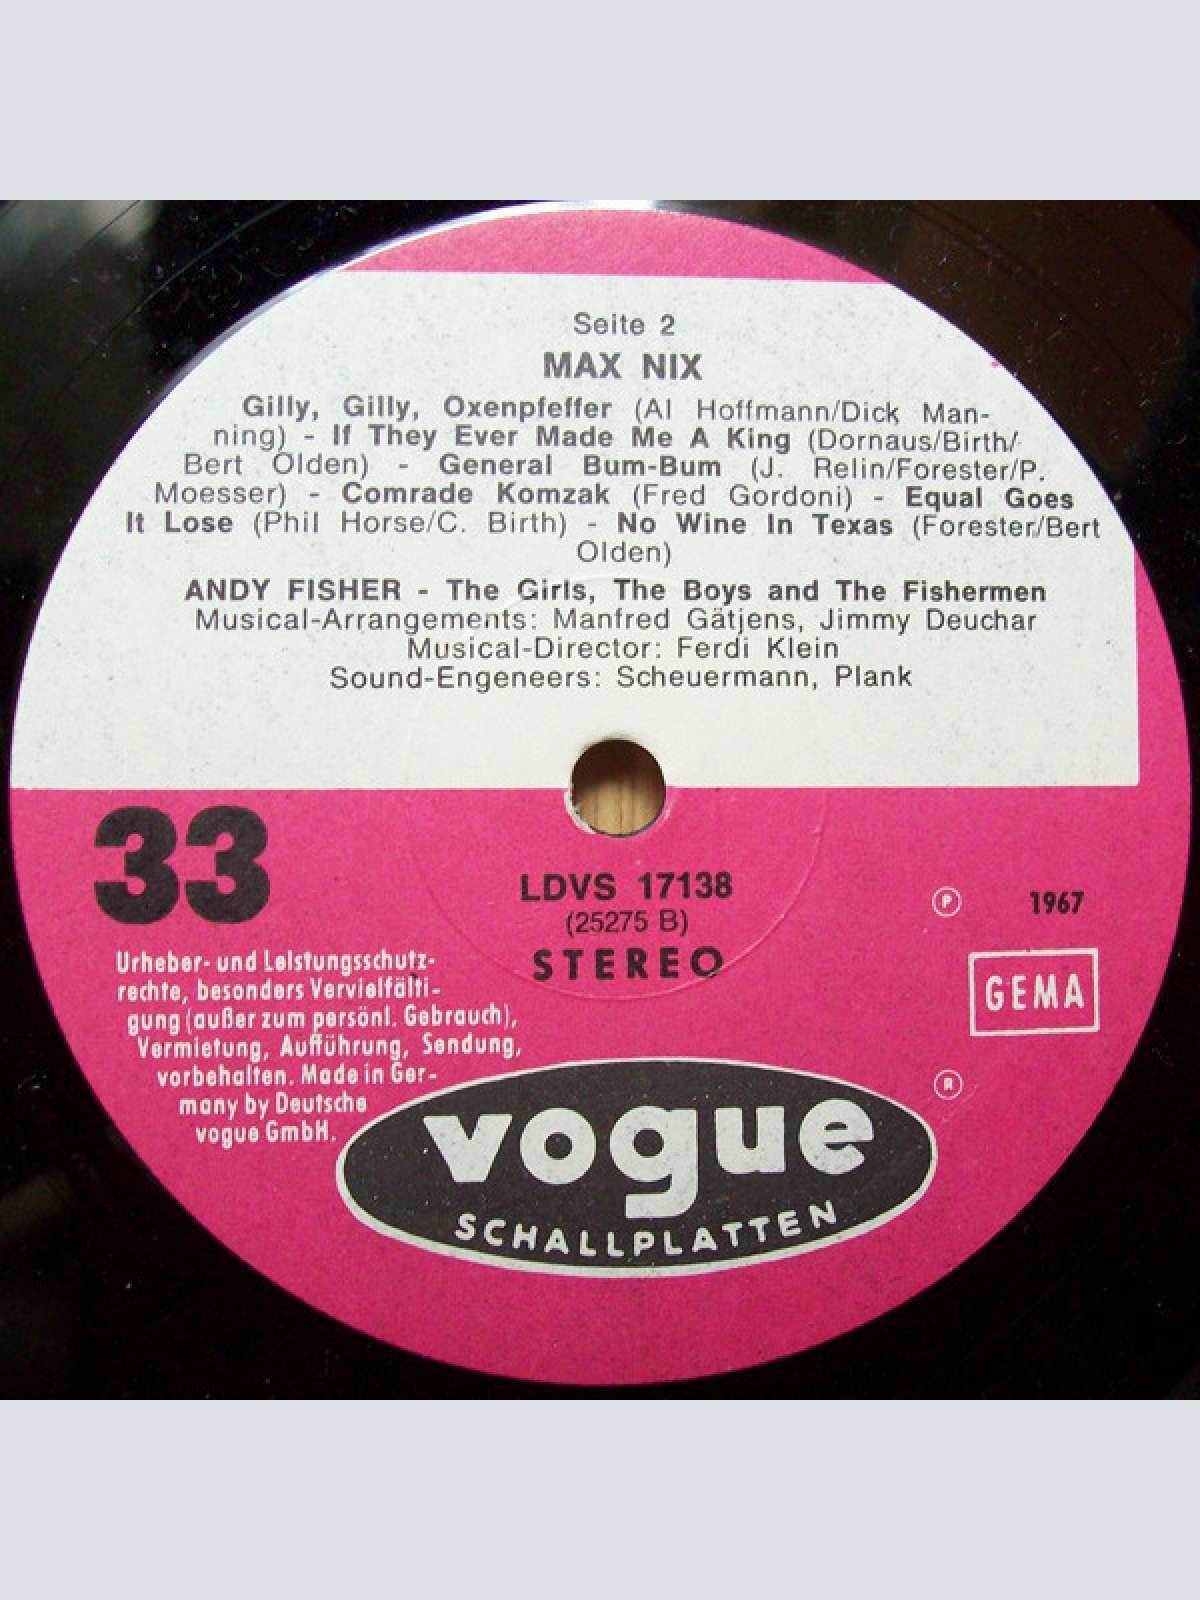 Seite 2
MAX NIX
Gilly, Gilly, Oxenpfeffer (Al Hoffmann/Dick Man-
ning) - If They Ever Made Me A King (Dornaus/Birth/
Bert Olden) - General Bum-Bum (J. Relin/Forester/P.
Moesser) - Comrade Komzak (Fred Gordoni) - Equal Goes
It Lose (Phil Horse/C. Birth) - No Wine In Texas (Forester/Bert
Olden)
ANDY FISHER - The Girls, The Boys and The Fishermen
Musical-Arrangements: Manfred Gätjens, Jimmy Deuchar
Musical-Director: Ferdi Klein
Sound-Engeneers: Scheuermann, Plank
33
LDVS 17138
(25275 B)
STEREO
P 1967
GEMA
Urheber- und Leistungsschutz-
rechte, besonders Vervielfälti-
gung (außer zum persönl. Gebrauch),
Vermietung, Aufführung, Sendung,
vorbehalten. Made in Ger-
many by Deutsche
vogue GmbH.
R
vogue
SCHALLPLATTEN